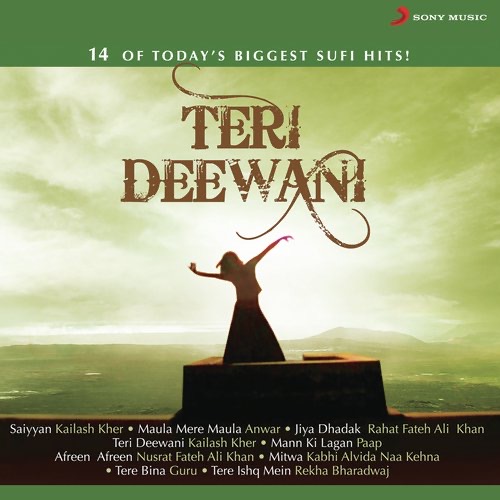 SONY MUSIC
14 OF TODAY'S BIGGEST SUFI HITS!
TERI
DEEWANI
Saiyyan Kailash Kher • Maula Mere Maula Anwar • Jiya Dhadak Rahat Fateh Ali Khan
Teri Deewani Kailash Kher • Mann Ki Lagan Paap
Afreen Afreen Nusrat Fateh Ali Khan • Mitwa Kabhi Alvida Naa Kehna
• Tere Bina Guru • Tere Ishq Mein Rekha Bharadwaj